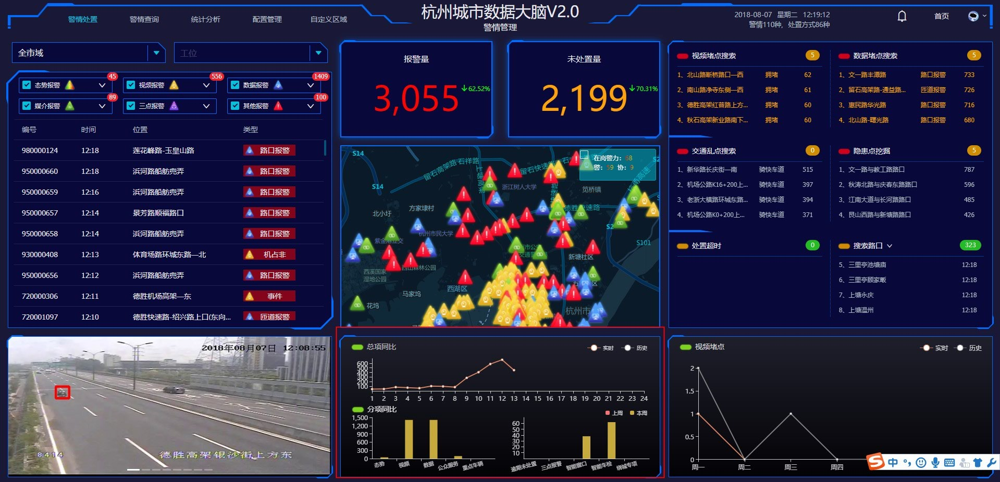 杭州城市数据大脑V2.0
警情管理
警情处置 警情查询 统计分析 配置管理 自定义区域
2018-08-07 星期二 12:19:12
警情110种, 处置方式86种
首页
全市域 工位
态势报警 45 视频报警 556 数据报警 1409
媒介报警 89 三点报警 其他报警 100
编号 时间 位置 类型
980000124 12:18 莲花峰路-玉皇山路 路口报警
950000660 12:18 浜河路船舫兜弄 路口报警
950000659 12:16 浜河路船舫兜弄 路口报警
950000657 12:14 景芳路顺福路口 路口报警
950000658 12:14 浜河路船舫兜弄 路口报警
930000408 12:13 体育场路环城东路—北 机占非
950000656 12:12 浜河路船舫兜弄 路口报警
720000306 12:11 德胜机场高架—东 事件
720001097 12:10 德胜快速路-绍兴路上口(东向... 匝道报警
2018年08月07日 12:08:55
8414
德胜高架银沙街上方东
报警量
3,055
62.52%
未处置量
2,199
70.31%
在岗警力: 68
警: 59 协: 9
S14
S14
S2
S101
留石高架路
石祥路
留石快速路
浙江树人大学
笕桥镇
北小圩
方家埭村
德胜快速路
杭州市民大学
新塘社区
西溪国家
湿地公园
西山森林公园
西湖区
马家坞
花坞
杭州市
总项同比
实时 历史
600
500
400
300
200
100
1 2 3 4 5 6 7 8 9 10 11 12 13 14 15 16 17 18 19 20 21 22 23 24
分项同比
上周 本周
1,500
1,200
900
600
300
0
态势 视频 数据 公众服务 重点车辆
60
50
40
30
20
10
逾期未处置 三点报警 智能窗口 智能车检 绕城专项
视频堵点搜索 5
1、北山路断桥路口—西 拥堵 62
2、南山路净寺东侧—西 拥堵 61
3、德胜高架红普路上方... 拥堵 60
4、秋石高架新业路南下... 拥堵 60
数据堵点搜索 5
1、文一路丰潭路 路口报警 733
2、留石高架路-通益路... 匝道报警 726
3、惠民路华光路 路口报警 716
4、北山路-曙光路 路口报警 680
交通乱点搜索 0
1、新华路长庆街—南 骑快车道 515
2、机场公路K16+200上... 骑快车道 397
3、老浙大横路环城东路... 骑快车道 394
4、机场公路K0+200上... 骑快车道 371
隐患点挖掘 5
1、文一路与教工路路口 787
2、秋涛北路与庆春东路路口 596
3、江南大道与长河路路口 485
4、艮山西路与新塘路路口 426
处置超时 0
搜索路口 323
5、三里亭池塘庙 12:18
6、三里亭顾家畈 12:18
7、上塘永庆 12:18
8、上塘温州 12:18
视频堵点
实时 历史
2
1.5
1
0.5
0
周一 周二 周三 周四
中